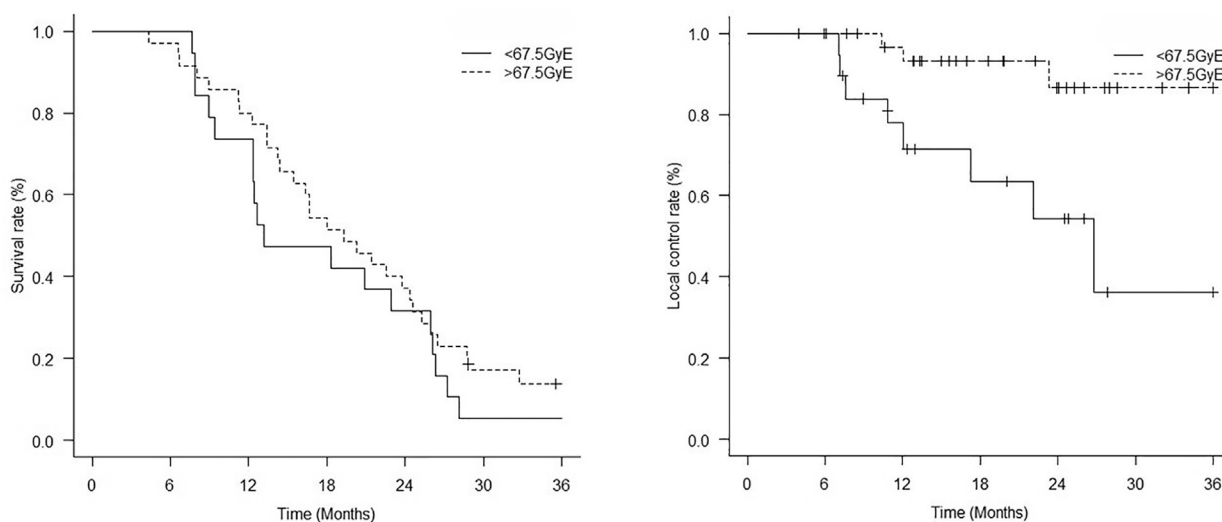 1.0
0.8
0.6
0.4
0.2
0.0
Survival rate (%)
<67.5GyE
>67.5GyE
0 6 12 18 24 30 36
Time (Months)
1.0
0.8
0.6
0.4
0.2
0.0
Local control rate (%)
<67.5GyE
>67.5GyE
0 6 12 18 24 30 36
Time (Months)